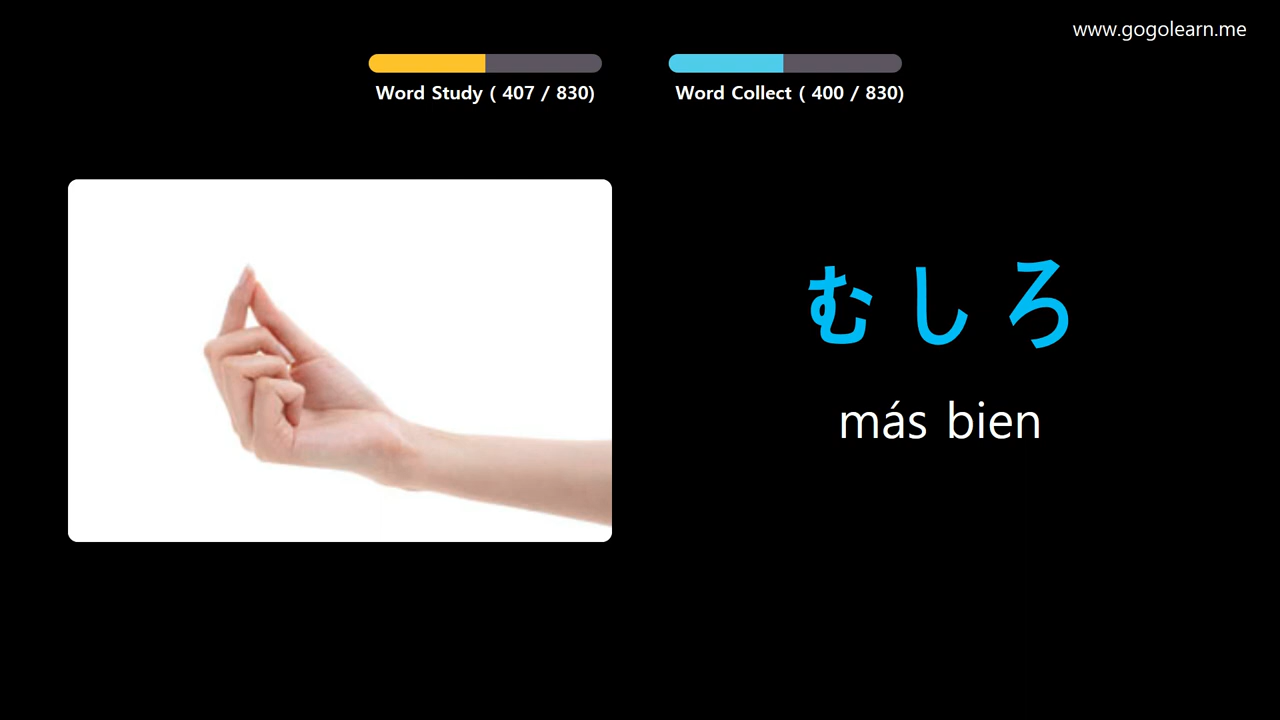 www.gogolearn.me
Word Study ( 407 / 830)
Word Collect ( 400 / 830)
むしろ
más bien